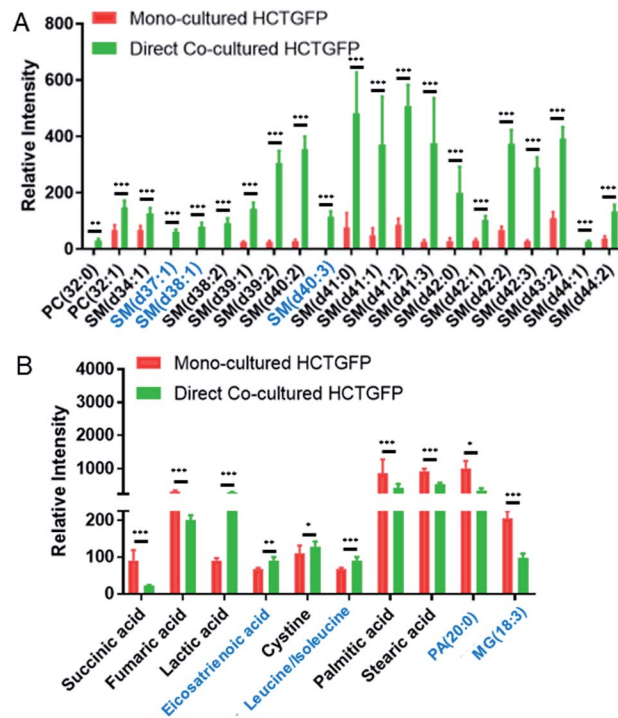 A
Mono-cultured HCTGFP
Direct Co-cultured HCTGFP
Relative Intensity
800
600
400
200
0
** *** *** *** *** *** *** *** *** *** *** *** *** *** *** *** *** *** *** *** ***
PC(32:0)
PC(32:1)
SM(d34:1)
SM(d37:1)
SM(d38:1)
SM(d38:2)
SM(d39:1)
SM(d39:2)
SM(d40:2)
SM(d40:3)
SM(d41:0)
SM(d41:1)
SM(d41:2)
SM(d41:3)
SM(d42:0)
SM(d42:1)
SM(d42:2)
SM(d42:3)
SM(d43:2)
SM(d44:1)
SM(d44:2)
B
Mono-cultured HCTGFP
Direct Co-cultured HCTGFP
Relative Intensity
4000
3000
2000
1000
200
100
0
*** *** *** ** * *** *** *** * ***
Succinic acid
Fumaric acid
Lactic acid
Eicosatrienoic acid
Cystine
Leucine/Isoleucine
Palmitic acid
Stearic acid
PA(20:0)
MG(18:3)